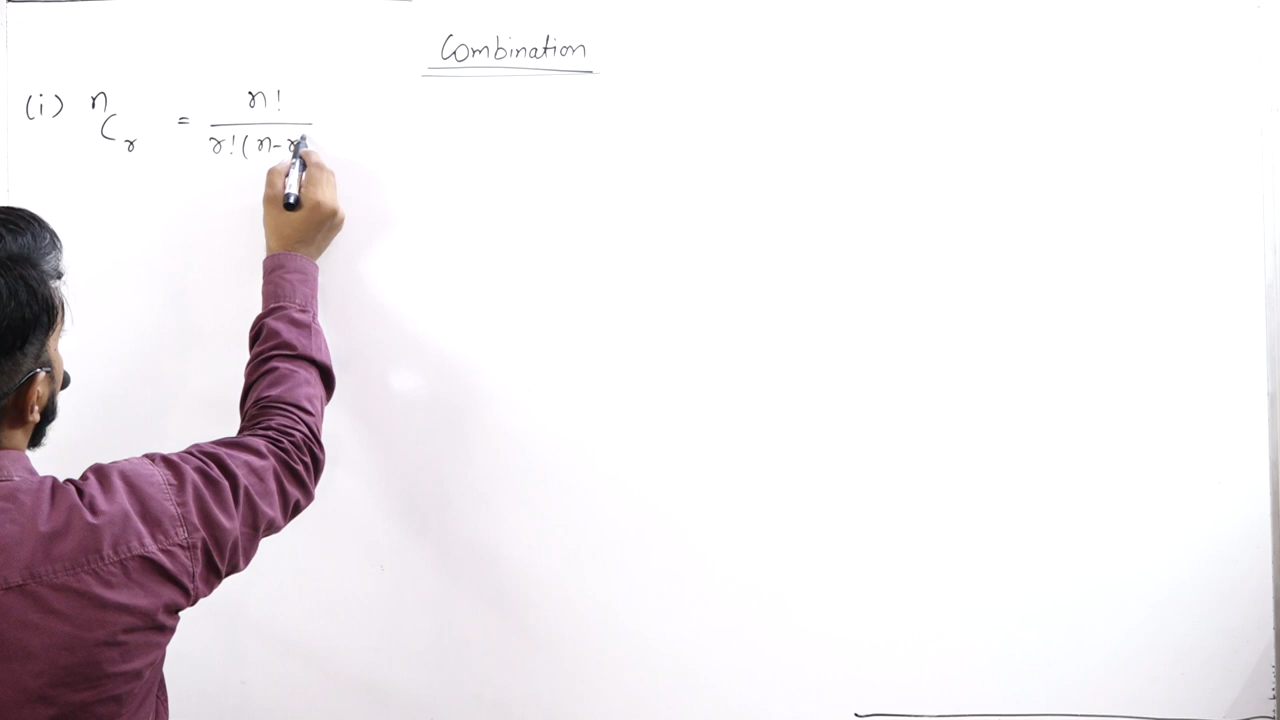 Combination
(i) nCr = n! / r!(n-r